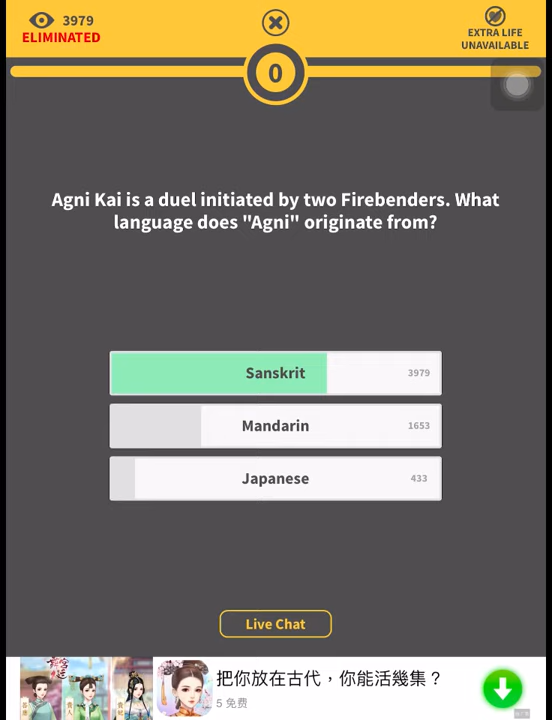 3979
ELIMINATED
EXTRA LIFE
UNAVAILABLE
0
Agni Kai is a duel initiated by two Firebenders. What
language does "Agni" originate from?
Sanskrit 3979
Mandarin 1653
Japanese 433
Live Chat
把你放在古代，你能活幾集？
5 免费